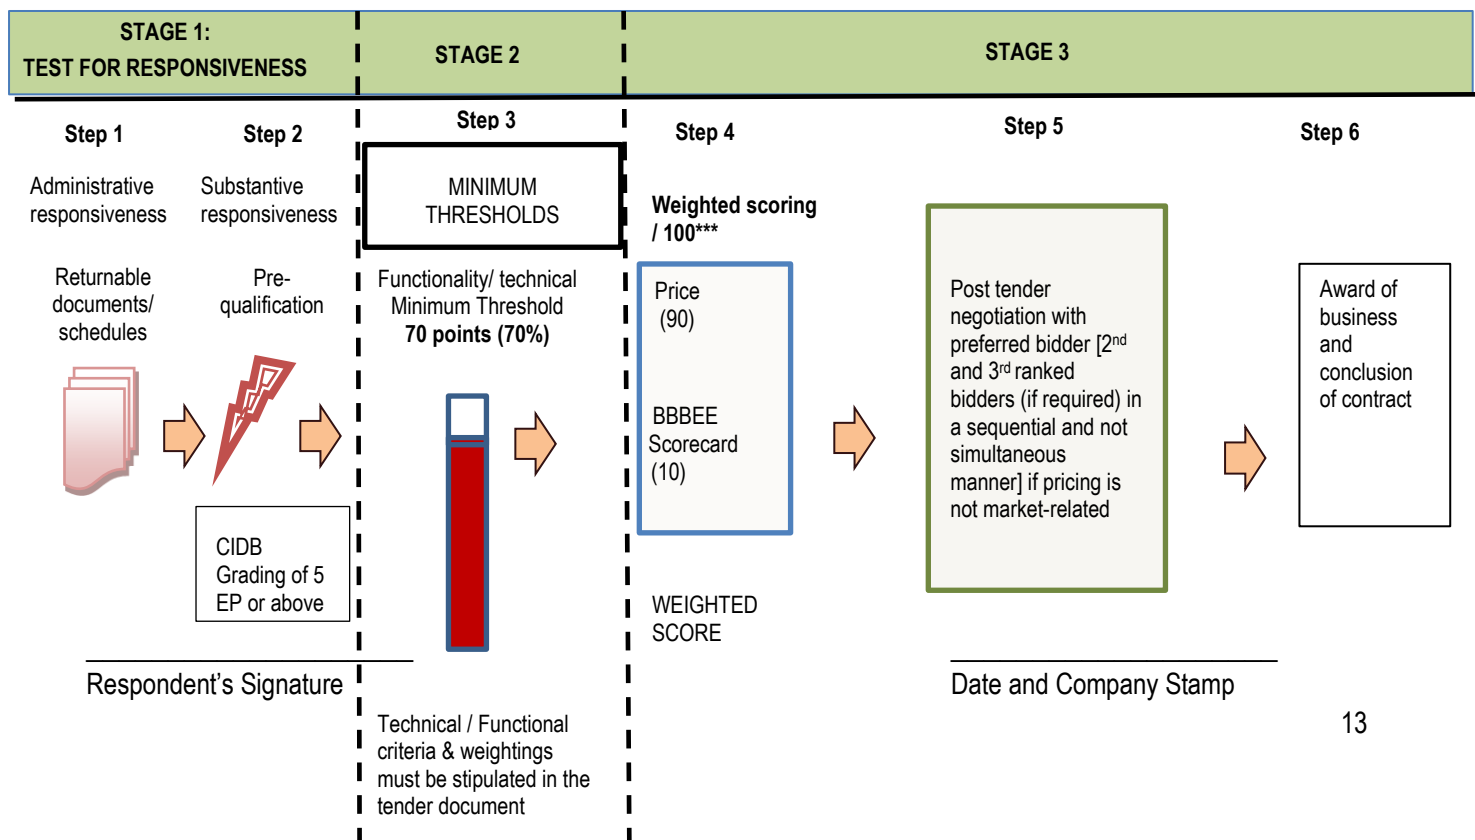 STAGE 1:
TEST FOR RESPONSIVENESS
STAGE 2
STAGE 3
Step 1
Administrative
responsiveness
Returnable
documents/
schedules
Step 2
Substantive
responsiveness
Pre-
qualification
CIDB
Grading of 5
EP or above
Step 3
MINIMUM
THRESHOLDS
Functionality/ technical
Minimum Threshold
70 points (70%)
Technical / Functional
criteria & weightings
must be stipulated in the
tender document
Step 4
Weighted scoring
/ 100***
Price
(90)
BBBEE
Scorecard
(10)
WEIGHTED
SCORE
Step 5
Post tender
negotiation with
preferred bidder [2nd
and 3rd ranked
bidders (if required) in
a sequential and not
simultaneous
manner] if pricing is
not market-related
Step 6
Award of
business
and
conclusion
of contract
Respondent's Signature
Date and Company Stamp
13